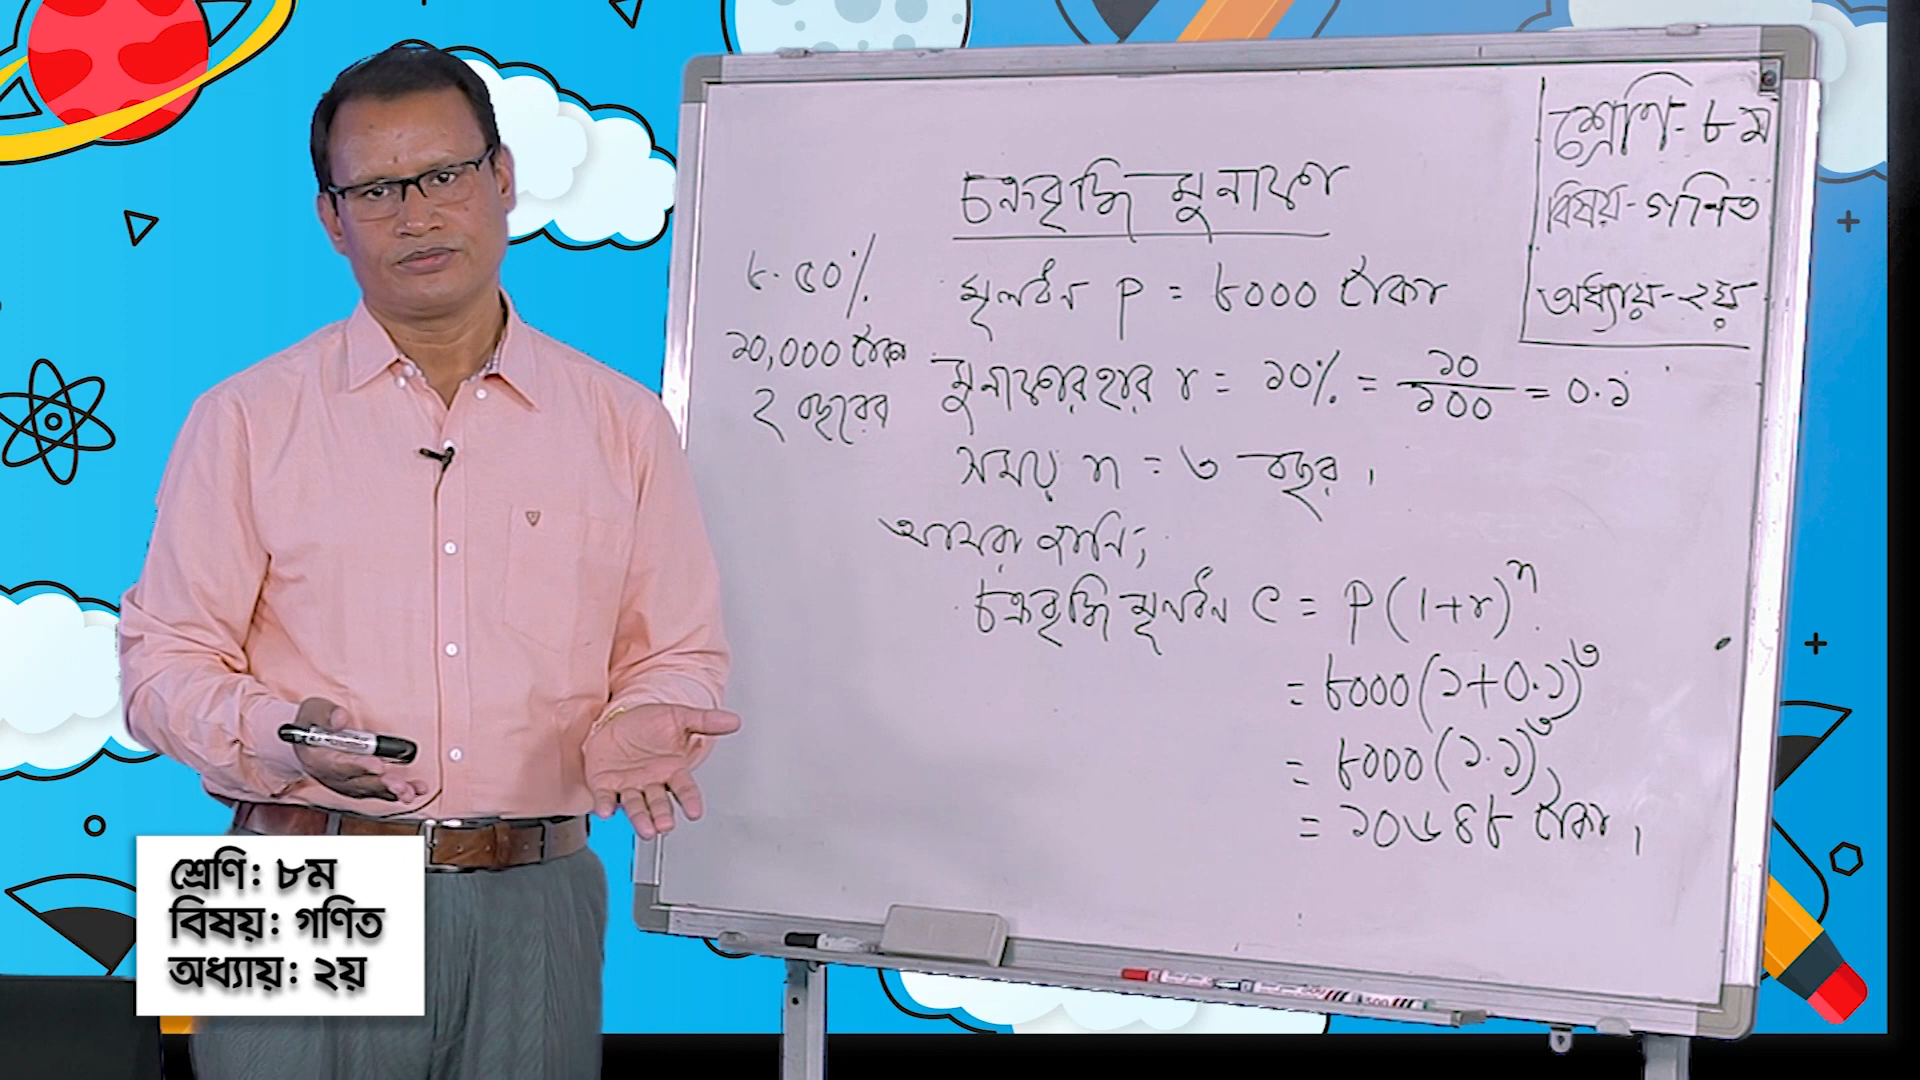 শ্রেণি- ৮ম
বিষয়- গণিত
অধ্যায়- ২য়
চক্রবৃদ্ধি মুনাফা
৮.৫০%
১০,০০০ টাকা
২ বছরের
মূলধন P = ৮০০০ টাকা
মুনাফার হার r = ১০% = ১০/১০০ = ০.১
সময় n = ৩ বছর।
আমরা জানি,
চক্রবৃদ্ধি মূলধন C = P(1+r)ⁿ
= ৮০০০(১+০.১)^৩
= ৮০০০(১.১)^৩
= ১০৬৪৮ টাকা।
শ্রেণি: ৮ম
বিষয়: গণিত
অধ্যায়: ২য়